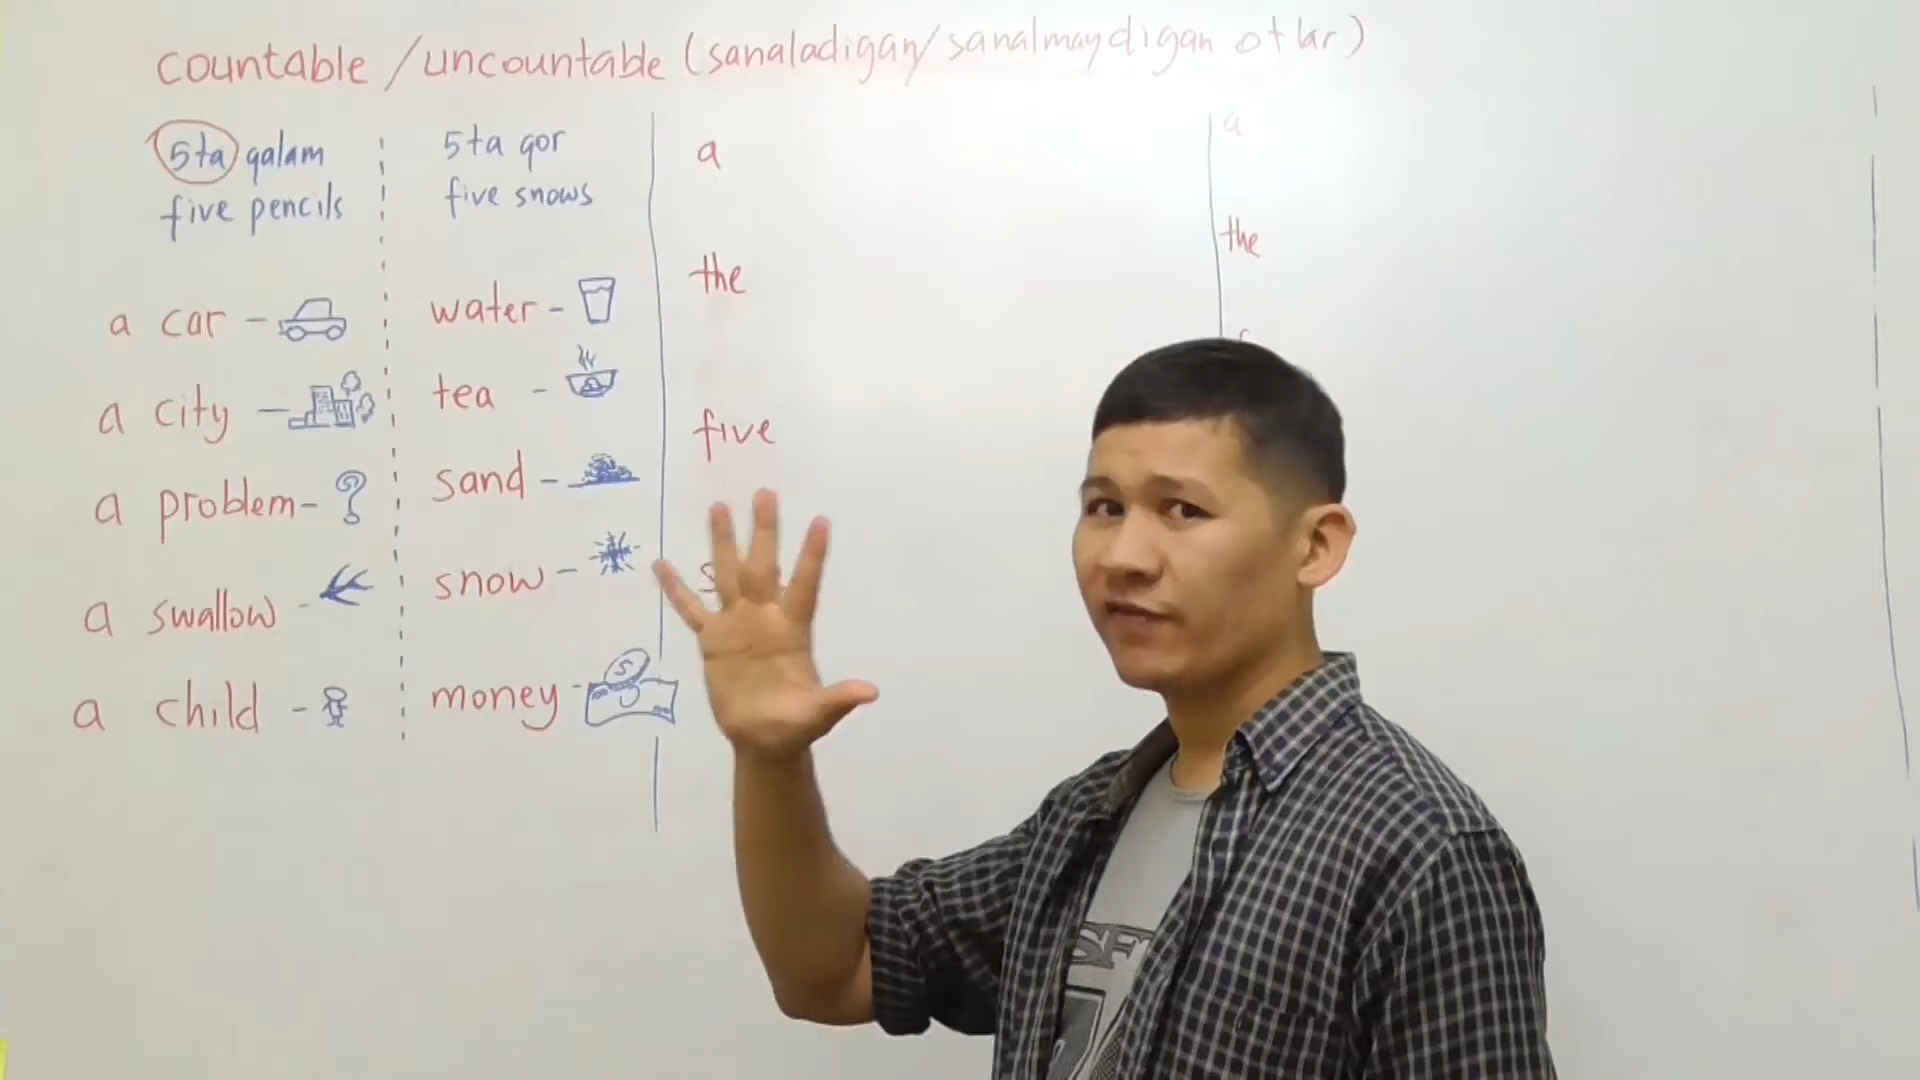 countable / uncountable (sanaladigan/sanalmaydigan otlar)
5ta qalam
five pencils
a car -
a city -
a problem -
a swallow -
a child -
5ta qor
five snows
water -
tea -
sand -
snow -
money -
a
the
five
a
the
SF